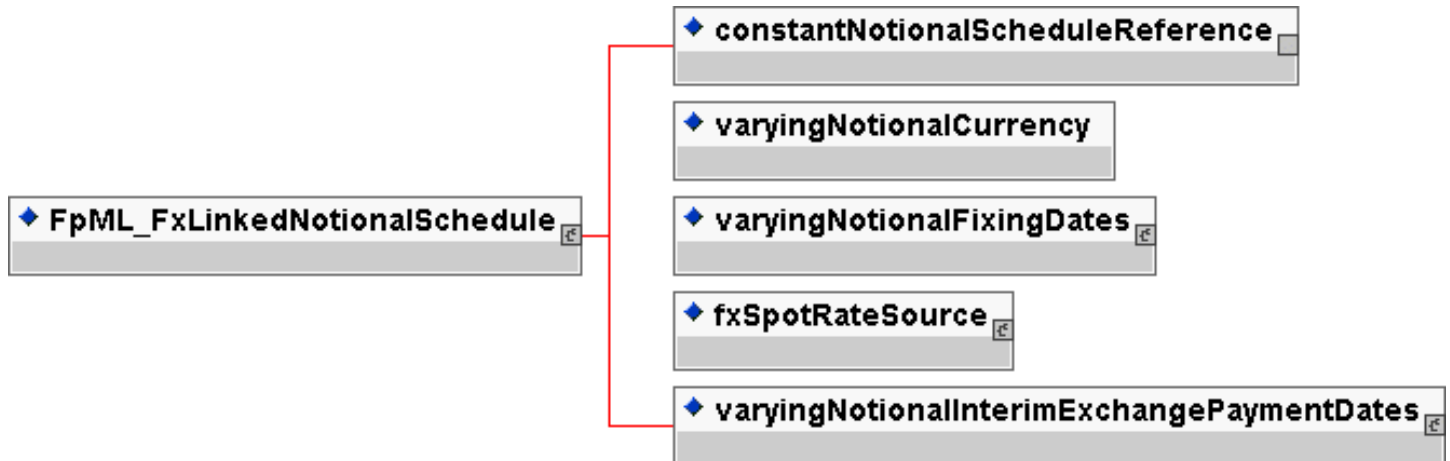 constantNotionalScheduleReference
varyingNotionalCurrency
FpML_FxLinkedNotionalSchedule
varyingNotionalFixingDates
fxSpotRateSource
varyingNotionalInterimExchangePaymentDates